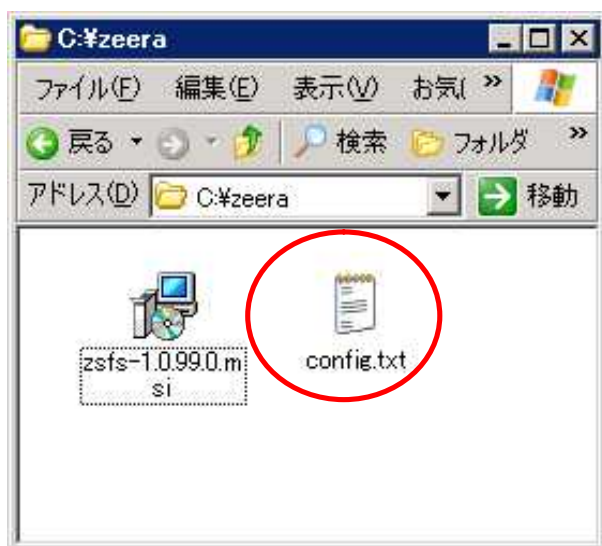 C:¥zeera
ファイル(F) 編集(E) 表示(V) お気( »
戻る 検索 フォルダ »
アドレス(D) C:¥zeera 移動
zsfs-1.0.99.0.m
si
config.txt